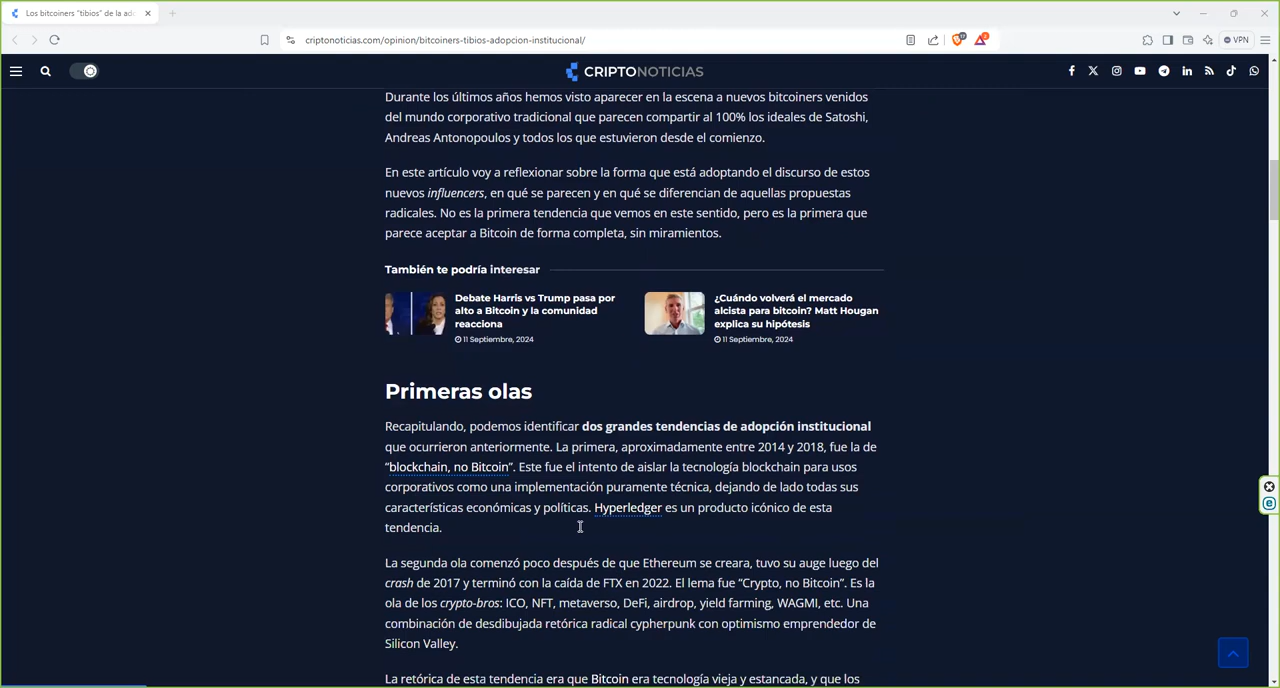 Los bitcoiners "tibios" de la ado
criptonoticias.com/opinion/bitcoiners-tibios-adopcion-institucional/
VPN
CRIPTONOTICIAS
Durante los últimos años hemos visto aparecer en la escena a nuevos bitcoiners venidos
del mundo corporativo tradicional que parecen compartir al 100% los ideales de Satoshi,
Andreas Antonopoulos y todos los que estuvieron desde el comienzo.
En este artículo voy a reflexionar sobre la forma que está adoptando el discurso de estos
nuevos influencers, en qué se parecen y en qué se diferencian de aquellas propuestas
radicales. No es la primera tendencia que vemos en este sentido, pero es la primera que
parece aceptar a Bitcoin de forma completa, sin miramientos.
También te podría interesar
Debate Harris vs Trump pasa por
alto a Bitcoin y la comunidad
reacciona
11 Septiembre, 2024
¿Cuándo volverá el mercado
alcista para bitcoin? Matt Hougan
explica su hipótesis
11 Septiembre, 2024
Primeras olas
Recapitulando, podemos identificar dos grandes tendencias de adopción institucional
que ocurrieron anteriormente. La primera, aproximadamente entre 2014 y 2018, fue la de
“blockchain, no Bitcoin”. Este fue el intento de aislar la tecnología blockchain para usos
corporativos como una implementación puramente técnica, dejando de lado todas sus
características económicas y políticas. Hyperledger es un producto icónico de esta
tendencia.
La segunda ola comenzó poco después de que Ethereum se creara, tuvo su auge luego del
crash de 2017 y terminó con la caída de FTX en 2022. El lema fue “Crypto, no Bitcoin”. Es la
ola de los crypto-bros: ICO, NFT, metaverso, DeFi, airdrop, yield farming, WAGMI, etc. Una
combinación de desdibujada retórica radical cypherpunk con optimismo emprendedor de
Silicon Valley.
La retórica de esta tendencia era que Bitcoin era tecnología vieja y estancada, y que los